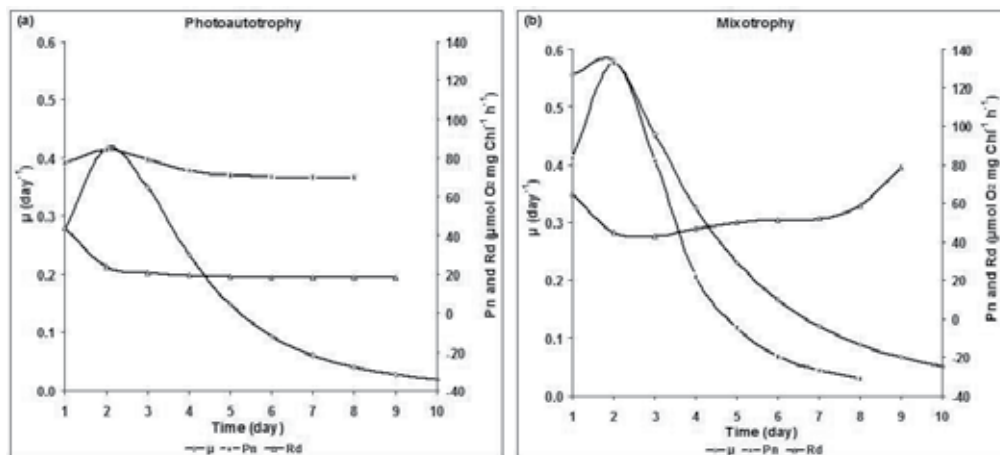 (a) Photoautotrophy
0.6 140
120
0.5 100
0.4 80
60
0.3 40
0.2 20
0
0.1 -20
0.0 -40
µ (day⁻¹)
Pn and Rd (µmol O₂ mg Chl⁻¹ h⁻¹)
1 2 3 4 5 6 7 8 9 10
Time (day)
µ Pn Rd
(b) Mixotrophy
0.6 140
120
0.5 100
0.4 80
60
0.3 40
0.2 20
0
0.1 -20
0.0 -40
µ (day⁻¹)
Pn and Rd (µmol O₂ mg Chl⁻¹ h⁻¹)
1 2 3 4 5 6 7 8 9 10
Time (day)
µ Pn Rd